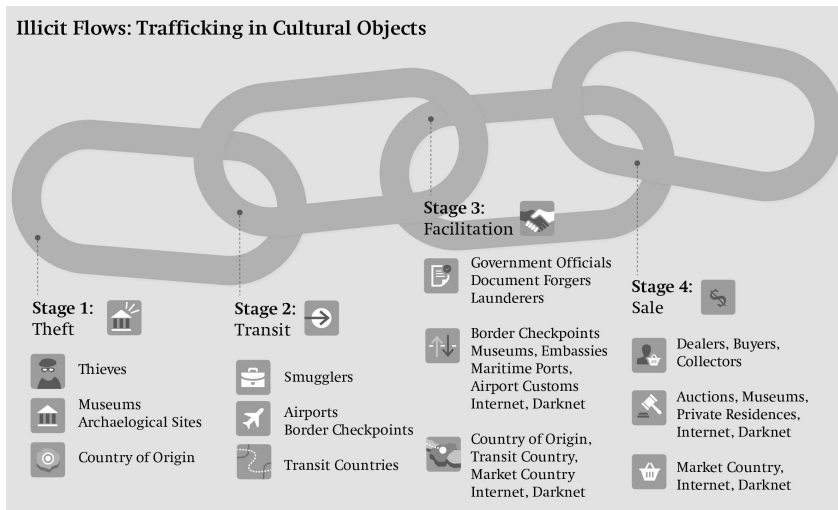 Illicit Flows: Trafficking in Cultural Objects
Stage 1:
Theft
Thieves
Museums
Archaelogical Sites
Country of Origin
Stage 2:
Transit
Smugglers
Airports
Border Checkpoints
Transit Countries
Stage 3:
Facilitation
Government Officials
Document Forgers
Launderers
Border Checkpoints
Museums, Embassies
Maritime Ports,
Airport Customs
Internet, Darknet
Country of Origin,
Transit Country,
Market Country
Internet, Darknet
Stage 4:
Sale
Dealers, Buyers,
Collectors
Auctions, Museums,
Private Residences,
Internet, Darknet
Market Country,
Internet, Darknet